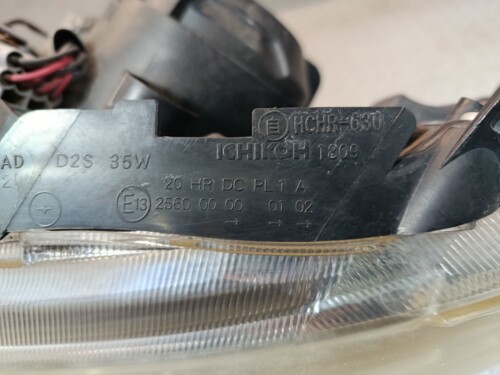 HCHR-630
ICHIKOH 1809
AD D2S 35W
20 HR DC PL 1 A
E13 2560 00 00 01 02
→ → →